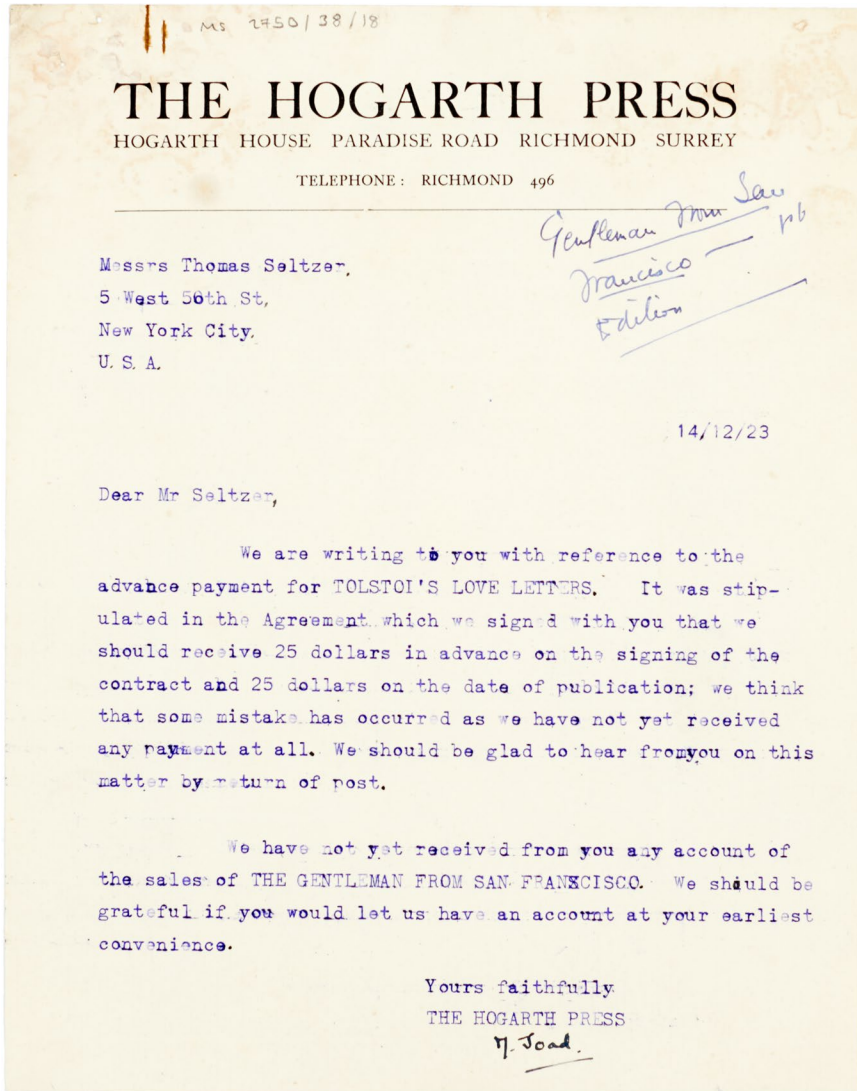 MS 2750/38/18
THE HOGARTH PRESS
HOGARTH HOUSE PARADISE ROAD RICHMOND SURREY
TELEPHONE: RICHMOND 496
Gentleman from San
Francisco —
Edition
Messrs Thomas Seltzer,
5 West 50th St,
New York City.
U. S. A.
14/12/23
Dear Mr Seltzer,
We are writing to you with reference to the
advance payment for TOLSTOI'S LOVE LETTERS. It was stip-
ulated in the Agreement which we signed with you that we
should receive 25 dollars in advance on the signing of the
contract and 25 dollars on the date of publication; we think
that some mistake has occurred as we have not yet received
any payment at all. We should be glad to hear fromyou on this
matter by return of post.
We have not yet received from you any account of
the sales of THE GENTLEMAN FROM SAN FRANXCISCO. We should be
grateful if you would let us have an account at your earliest
convenience.
Yours faithfully
THE HOGARTH PRESS
M. Joad.